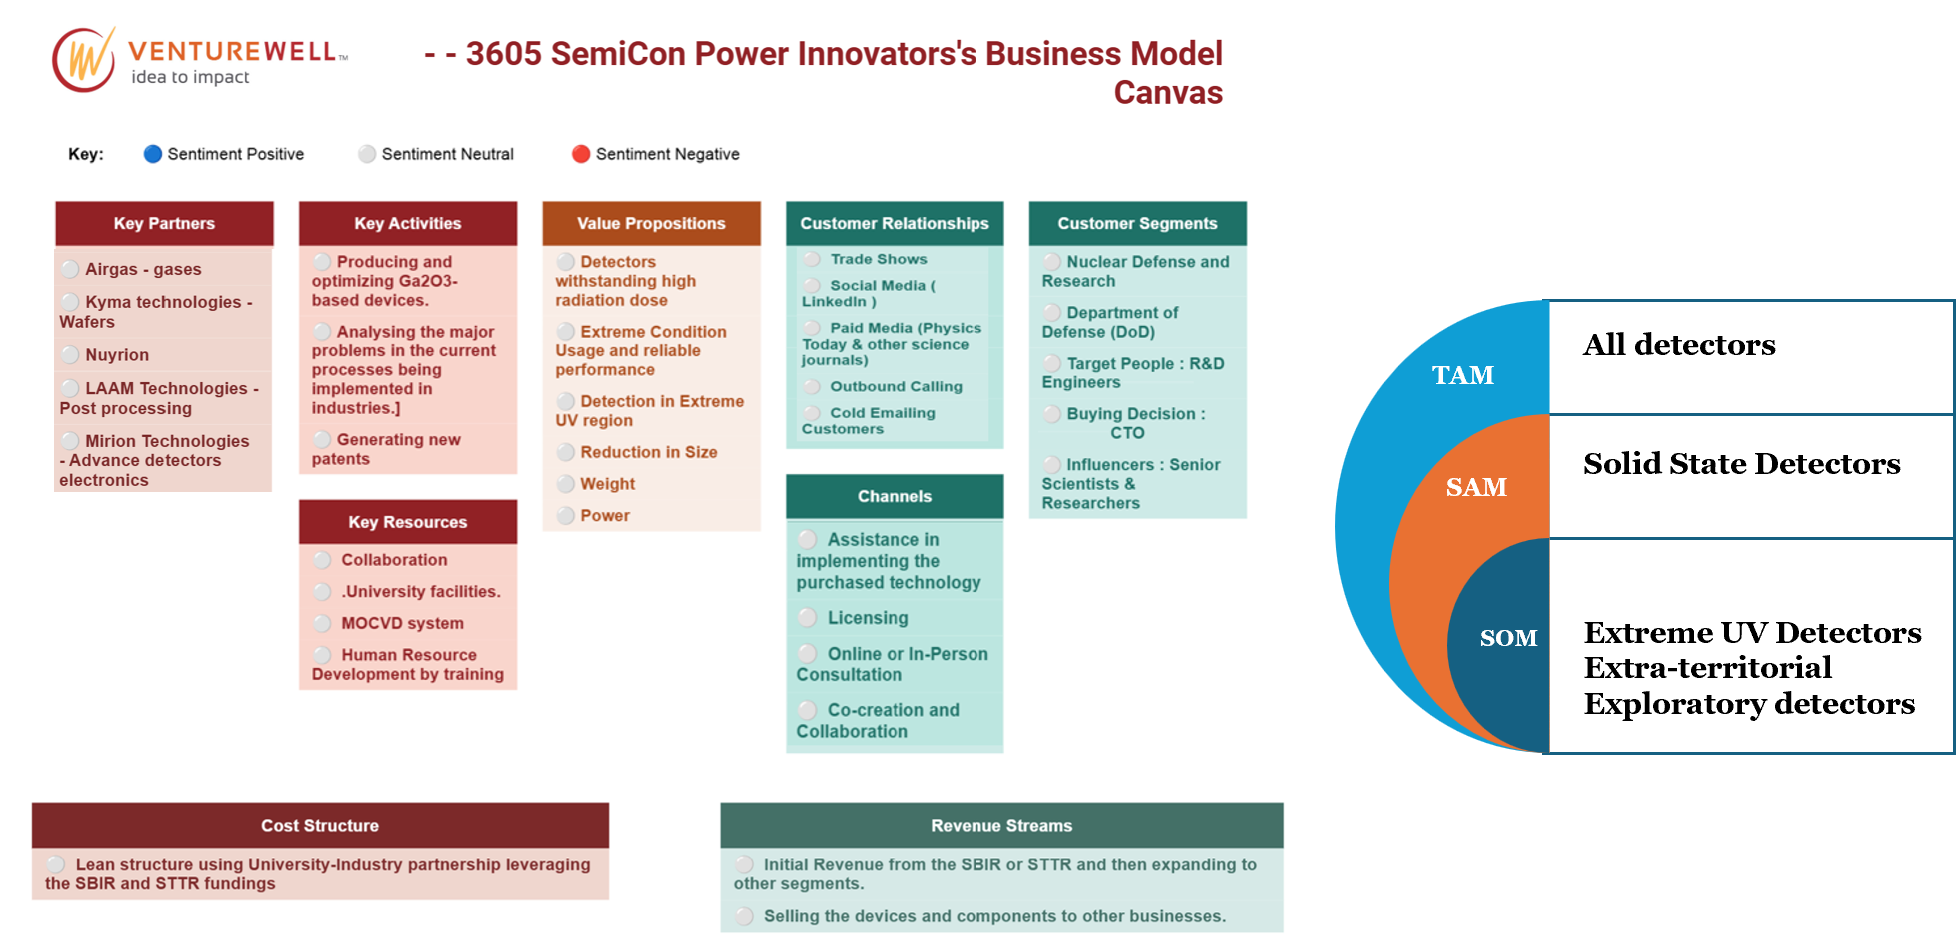 VENTUREWELL™
idea to impact
- - 3605 SemiCon Power Innovators's Business Model
Canvas
Key:
Sentiment Positive
Sentiment Neutral
Sentiment Negative
Key Partners
Airgas - gases
Kyma technologies -
Wafers
Nuyrion
LAAM Technologies -
Post processing
Mirion Technologies
- Advance detectors
electronics
Key Activities
Producing and
optimizing Ga2O3-
based devices.
Analysing the major
problems in the current
processes being
implemented in
industries.]
Generating new
patents
Key Resources
Collaboration
.University facilities.
MOCVD system
Human Resource
Development by training
Value Propositions
Detectors
withstanding high
radiation dose
Extreme Condition
Usage and reliable
performance
Detection in Extreme
UV region
Reduction in Size
Weight
Power
Customer Relationships
Trade Shows
Social Media (
LinkedIn )
Paid Media (Physics
Today & other science
journals)
Outbound Calling
Cold Emailing
Customers
Channels
Assistance in
implementing the
purchased technology
Licensing
Online or In-Person
Consultation
Co-creation and
Collaboration
Customer Segments
Nuclear Defense and
Research
Department of
Defense (DoD)
Target People : R&D
Engineers
Buying Decision :
CTO
Influencers : Senior
Scientists &
Researchers
Cost Structure
Lean structure using University-Industry partnership leveraging
the SBIR and STTR fundings
Revenue Streams
Initial Revenue from the SBIR or STTR and then expanding to
other segments.
Selling the devices and components to other businesses.
TAM
All detectors
SAM
Solid State Detectors
SOM
Extreme UV Detectors
Extra-territorial
Exploratory detectors